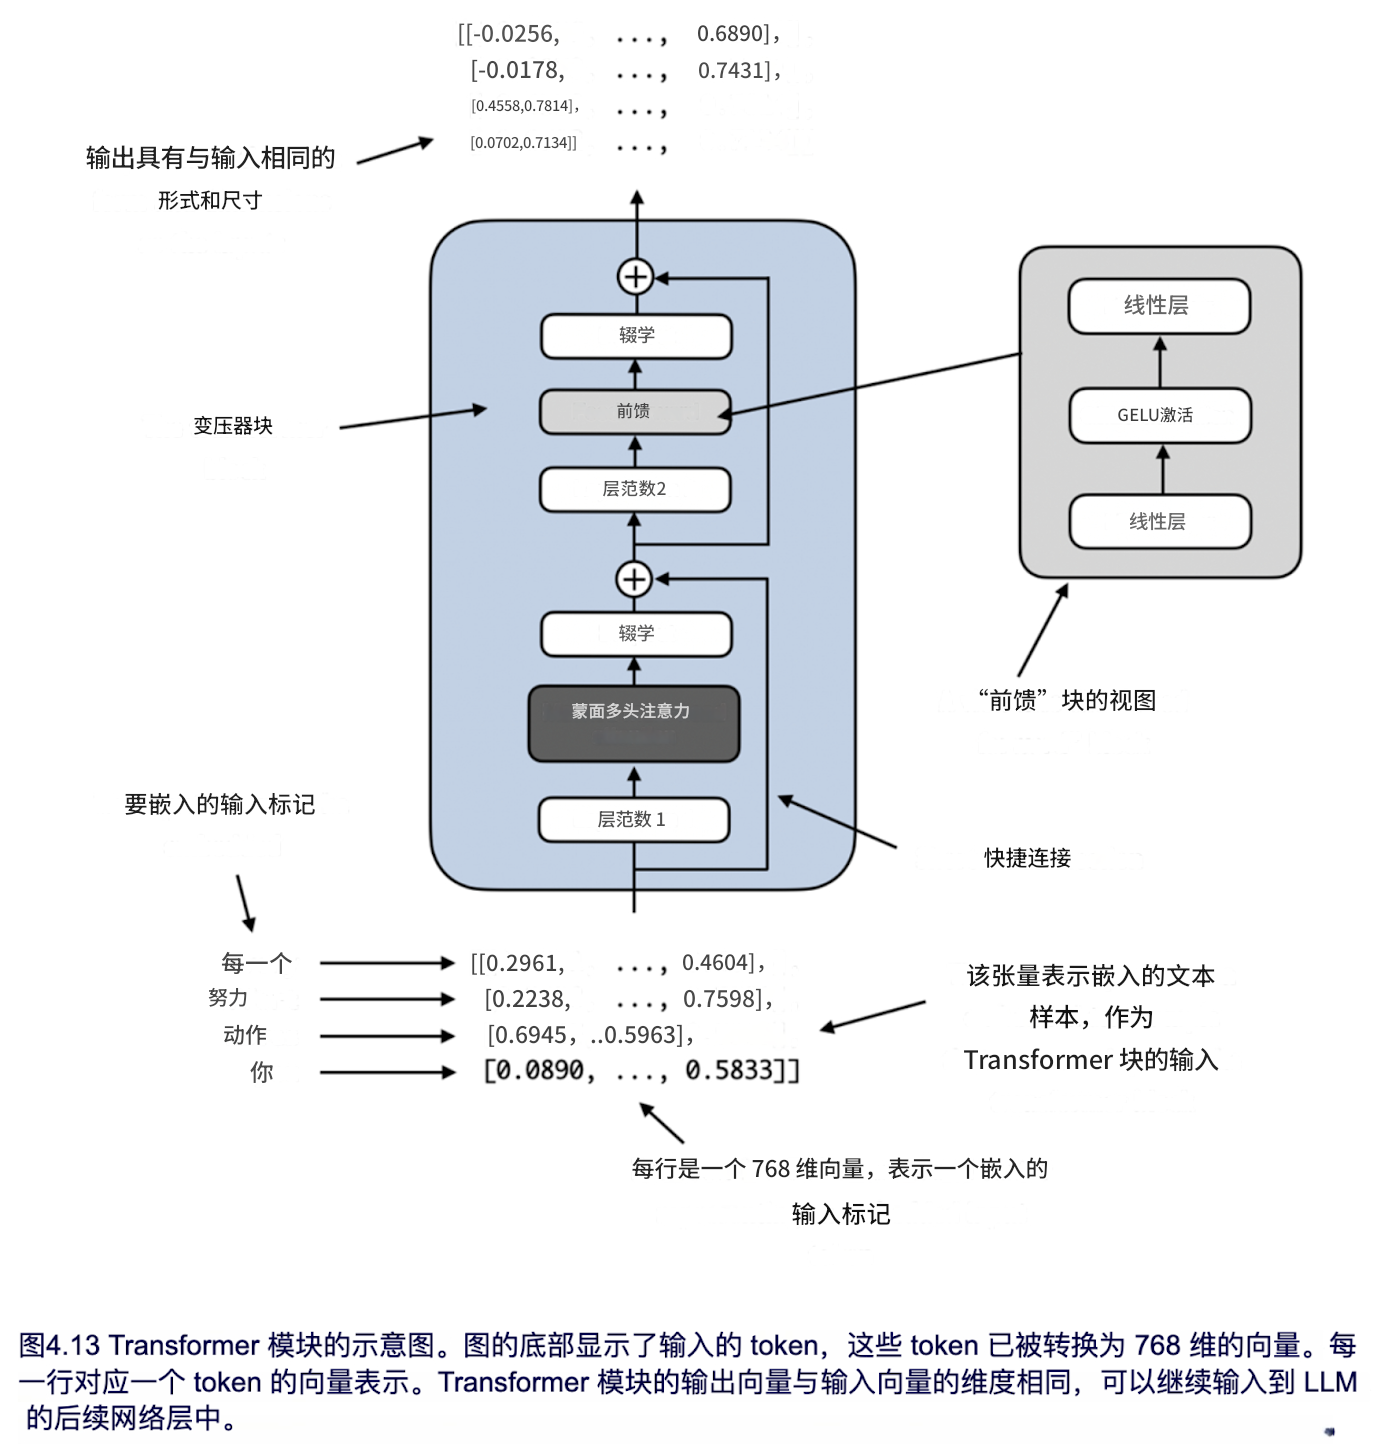 [[-0.0256, ..., 0.6890],
[-0.0178, ..., 0.7431],
[0.4558,0.7814], ...,
[0.0702,0.7134]] ...,
输出具有与输入相同的
形式和尺寸
辍学
前馈
层范数2
辍学
蒙面多头注意力
层范数 1
变压器块
线性层
GELU激活
线性层
“前馈”块的视图
快捷连接
要嵌入的输入标记
每一个 [[0.2961, ..., 0.4604],
努力 [0.2238, ..., 0.7598],
动作 [0.6945, ..0.5963],
你 [0.0890, ..., 0.5833]]
该张量表示嵌入的文本
样本，作为
Transformer 块的输入
每行是一个 768 维向量，表示一个嵌入的
输入标记
图4.13 Transformer 模块的示意图。图的底部显示了输入的 token，这些 token 已被转换为 768 维的向量。每
一行对应一个 token 的向量表示。Transformer 模块的输出向量与输入向量的维度相同，可以继续输入到 LLM
的后续网络层中。